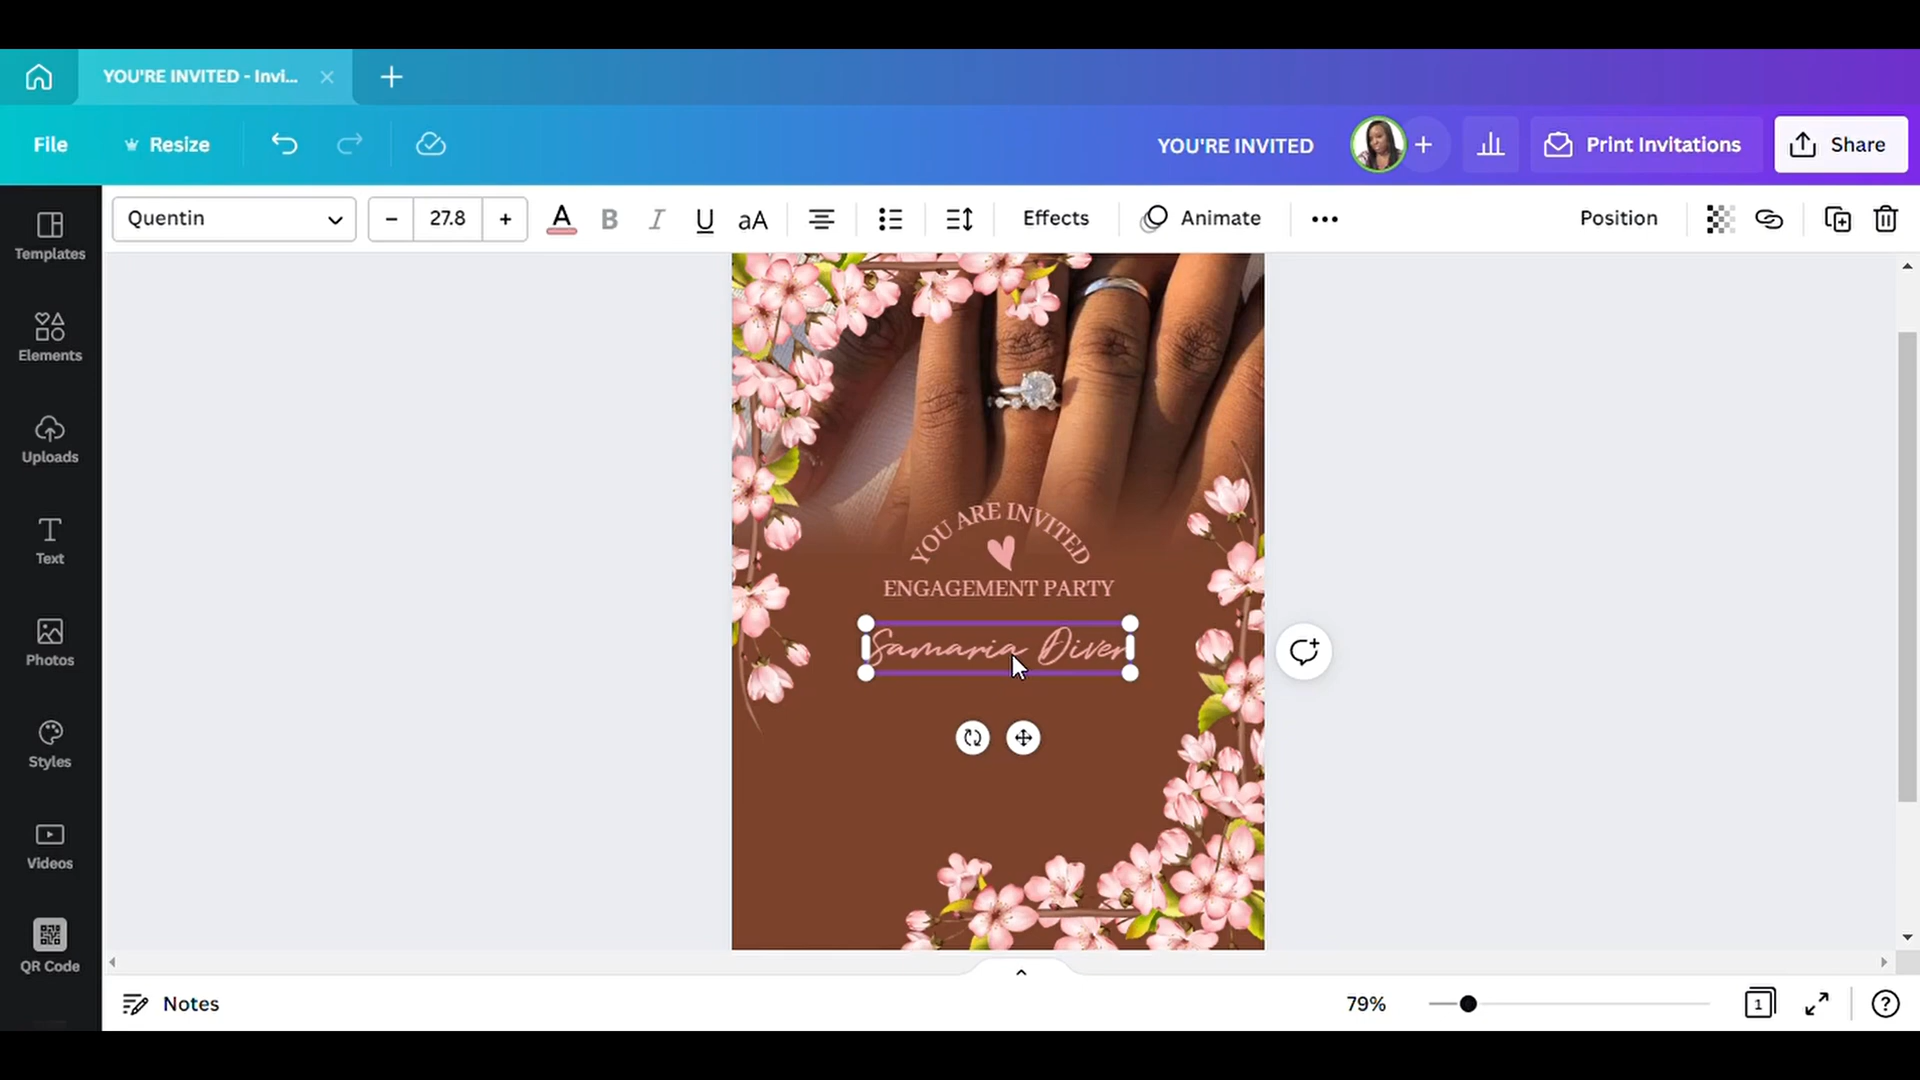 YOU'RE INVITED - Invi...
File
Resize
YOU'RE INVITED
Print Invitations
Share
Quentin
27.8
A
B
I
U
aA
Effects
Animate
Position
Templates
Elements
Uploads
Text
Photos
Styles
Videos
QR Code
YOU ARE INVITED
ENGAGEMENT PARTY
Samaria Diver
Notes
79%
1